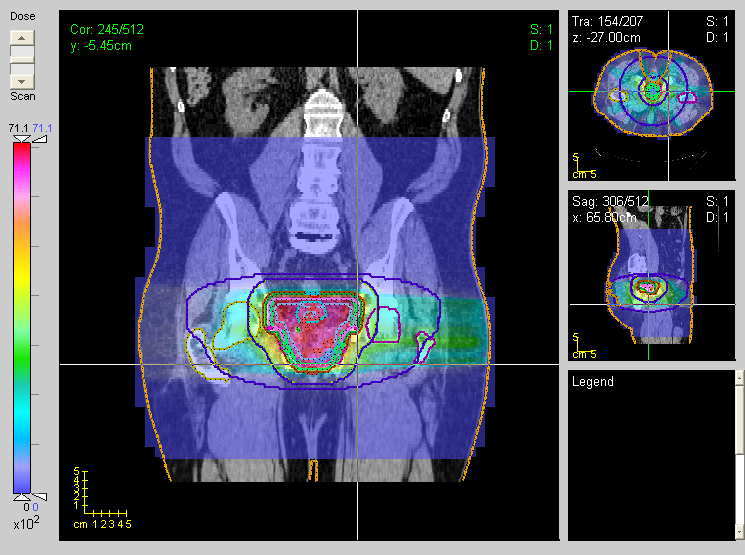 Dose
Scan
71.1 71.1
0 0
x10²
Cor: 245/512
y: -5.45cm
S: 1
D: 1
5
4
3
2
1
cm 1 2 3 4 5
Tra: 154/207
z: -27.00cm
S: 1
D: 1
5
cm 5
Sag: 306/512
x: 65.80cm
S: 1
D: 1
5
cm 5
Legend